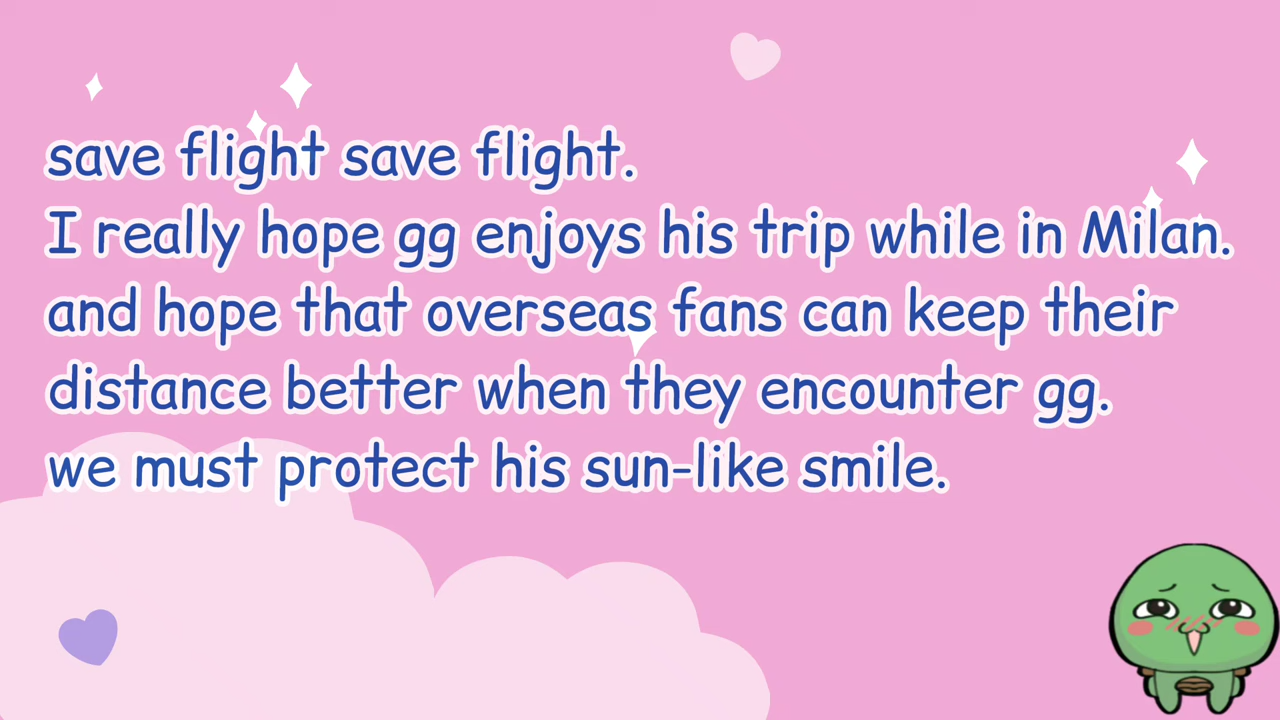 save flight save flight.
I really hope gg enjoys his trip while in Milan.
and hope that overseas fans can keep their
distance better when they encounter gg.
we must protect his sun-like smile.